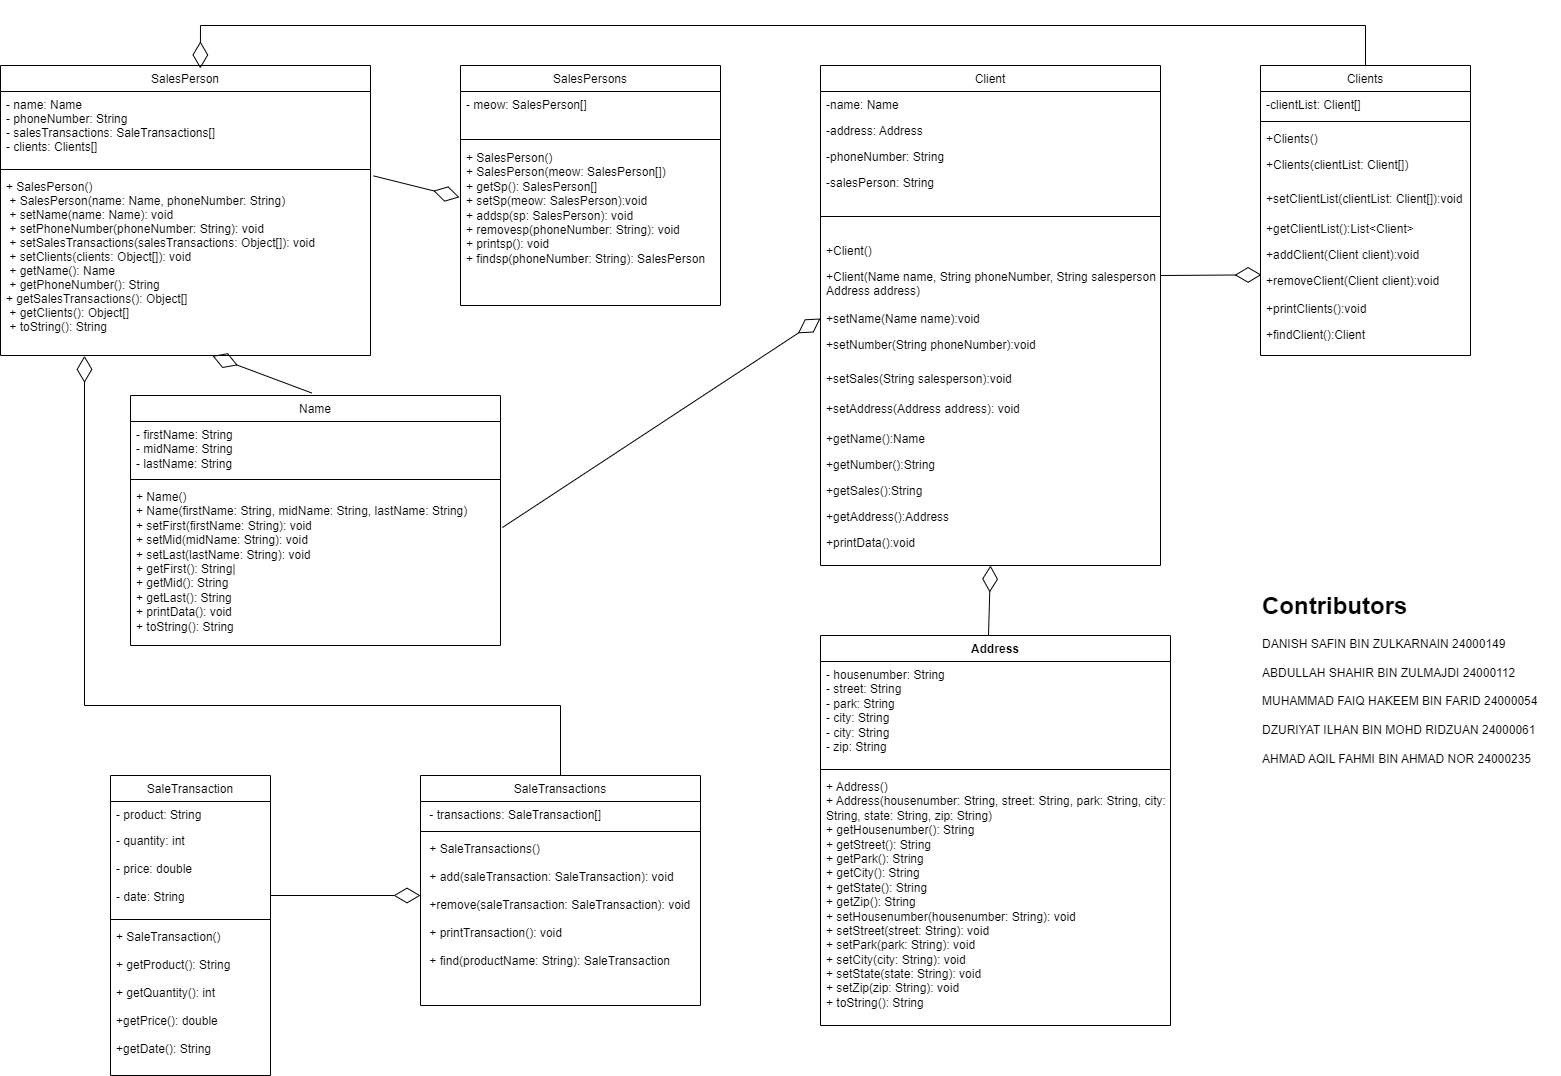 SalesPerson
- name: Name
- phoneNumber: String
- salesTransactions: SaleTransactions[]
- clients: Clients[]
+ SalesPerson()
+ SalesPerson(name: Name, phoneNumber: String)
+ setName(name: Name): void
+ setPhoneNumber(phoneNumber: String): void
+ setSalesTransactions(salesTransactions: Object[]): void
+ setClients(clients: Object[]): void
+ getName(): Name
+ getPhoneNumber(): String
+ getSalesTransactions(): Object[]
+ getClients(): Object[]
+ toString(): String
SalesPersons
- meow: SalesPerson[]
+ SalesPerson()
+ SalesPerson(meow: SalesPerson[])
+ getSp(): SalesPerson[]
+ setSp(meow: SalesPerson):void
+ addsp(sp: SalesPerson): void
+ removesp(phoneNumber: String): void
+ printsp(): void
+ findsp(phoneNumber: String): SalesPerson
Client
-name: Name
-address: Address
-phoneNumber: String
-salesPerson: String
+Client()
+Client(Name name, String phoneNumber, String salesperson
Address address)
+setName(Name name):void
+setNumber(String phoneNumber):void
+setSales(String salesperson):void
+setAddress(Address address): void
+getName():Name
+getNumber():String
+getSales():String
+getAddress():Address
+printData():void
Clients
-clientList: Client[]
+Clients()
+Clients(clientList: Client[])
+setClientList(clientList: Client[]):void
+getClientList():List<Client>
+addClient(Client client):void
+removeClient(Client client):void
+printClients():void
+findClient():Client
Name
- firstName: String
- midName: String
- lastName: String
+ Name()
+ Name(firstName: String, midName: String, lastName: String)
+ setFirst(firstName: String): void
+ setMid(midName: String): void
+ setLast(lastName: String): void
+ getFirst(): String|
+ getMid(): String
+ getLast(): String
+ printData(): void
+ toString(): String
Contributors
DANISH SAFIN BIN ZULKARNAIN 24000149
ABDULLAH SHAHIR BIN ZULMAJDI 24000112
MUHAMMAD FAIQ HAKEEM BIN FARID 24000054
DZURIYAT ILHAN BIN MOHD RIDZUAN 24000061
AHMAD AQIL FAHMI BIN AHMAD NOR 24000235
Address
- housenumber: String
- street: String
- park: String
- city: String
- city: String
- zip: String
+ Address()
+ Address(housenumber: String, street: String, park: String, city:
String, state: String, zip: String)
+ getHousenumber(): String
+ getStreet(): String
+ getPark(): String
+ getCity(): String
+ getState(): String
+ getZip(): String
+ setHousenumber(housenumber: String): void
+ setStreet(street: String): void
+ setPark(park: String): void
+ setCity(city: String): void
+ setState(state: String): void
+ setZip(zip: String): void
+ toString(): String
SaleTransaction
- product: String
- quantity: int
- price: double
- date: String
+ SaleTransaction()
+ getProduct(): String
+ getQuantity(): int
+getPrice(): double
+getDate(): String
SaleTransactions
- transactions: SaleTransaction[]
+ SaleTransactions()
+ add(saleTransaction: SaleTransaction): void
+remove(saleTransaction: SaleTransaction): void
+ printTransaction(): void
+ find(productName: String): SaleTransaction